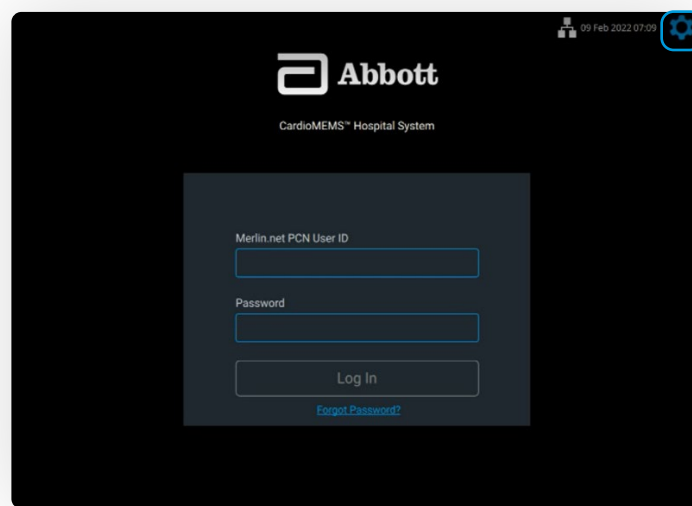 09 Feb 2022 07:09
Abbott
CardioMEMS™ Hospital System
Merlin.net PCN User ID
Password
Log In
Forgot Password?